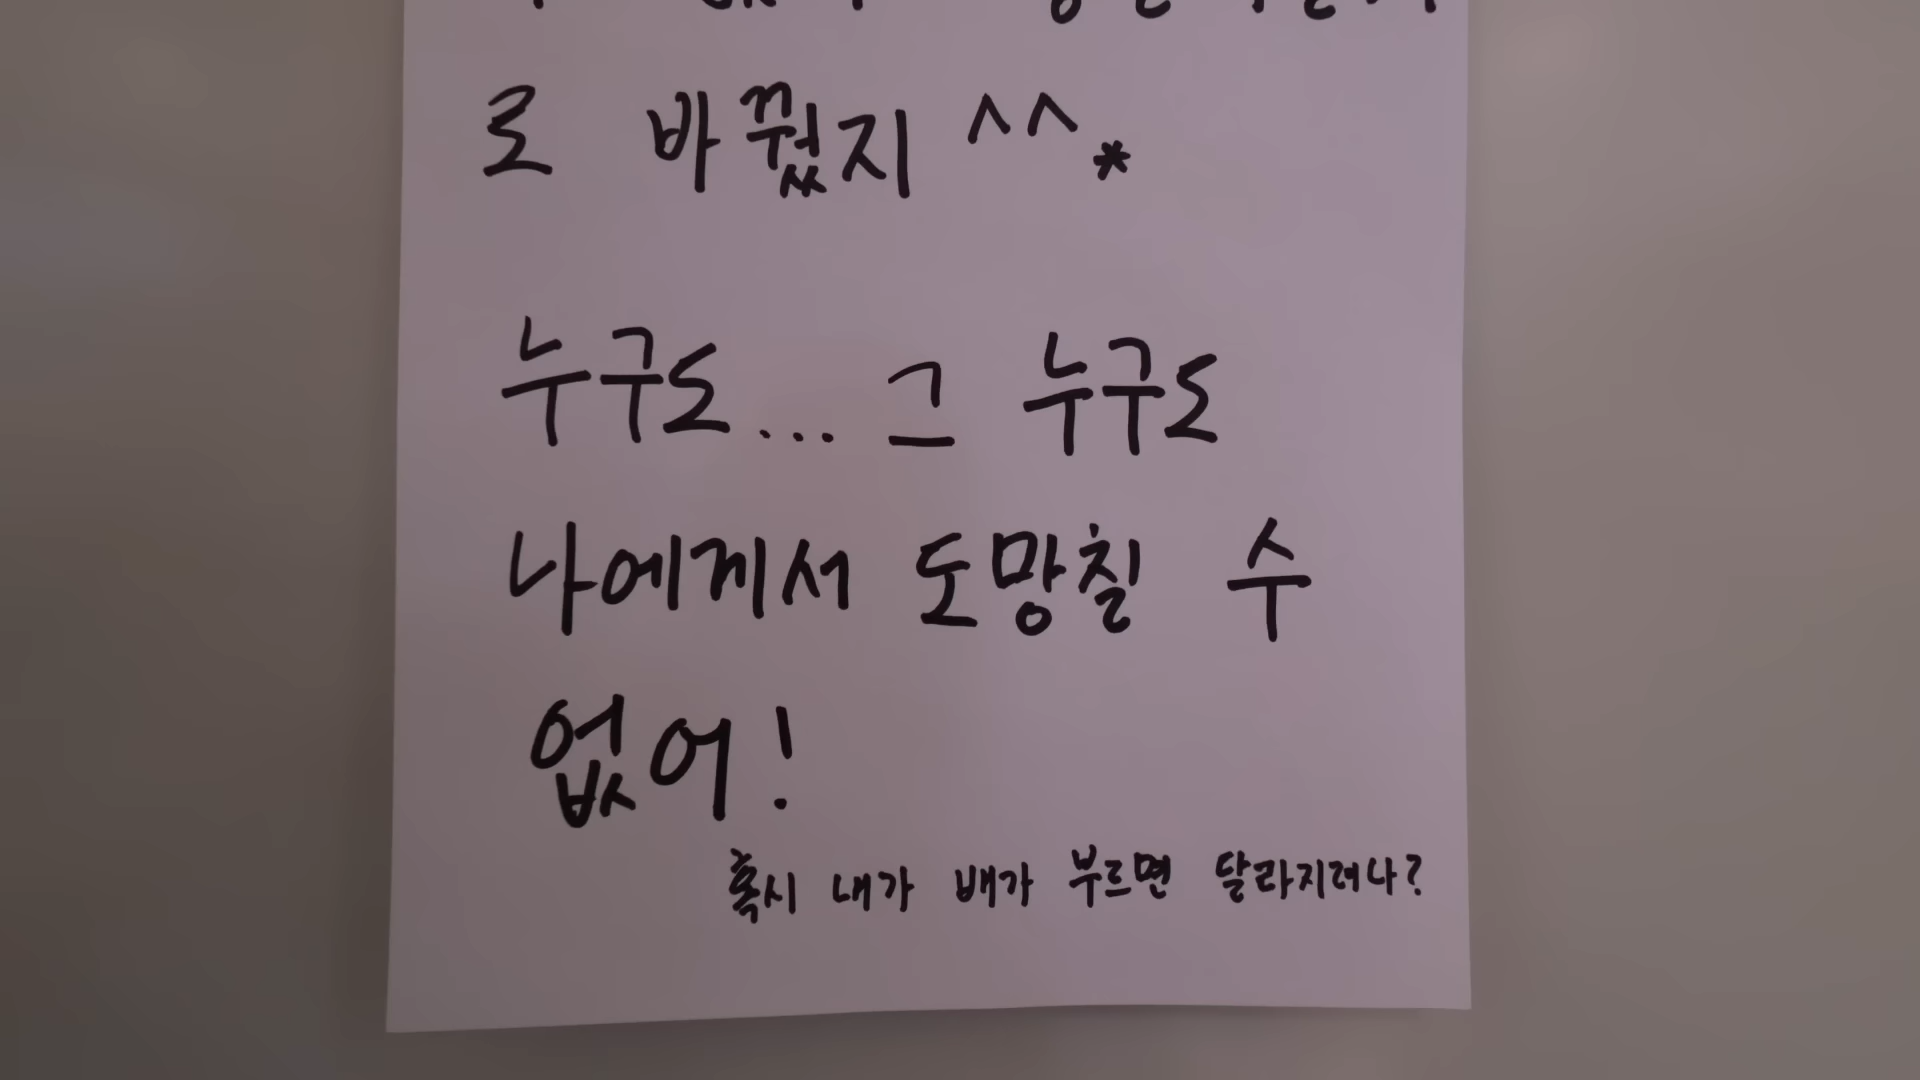 로 바꿨지 ^^*
누구도... 그 누구도
나에게서 도망칠 수
없어!
혹시 내가 배가 부르면 달라지려나?